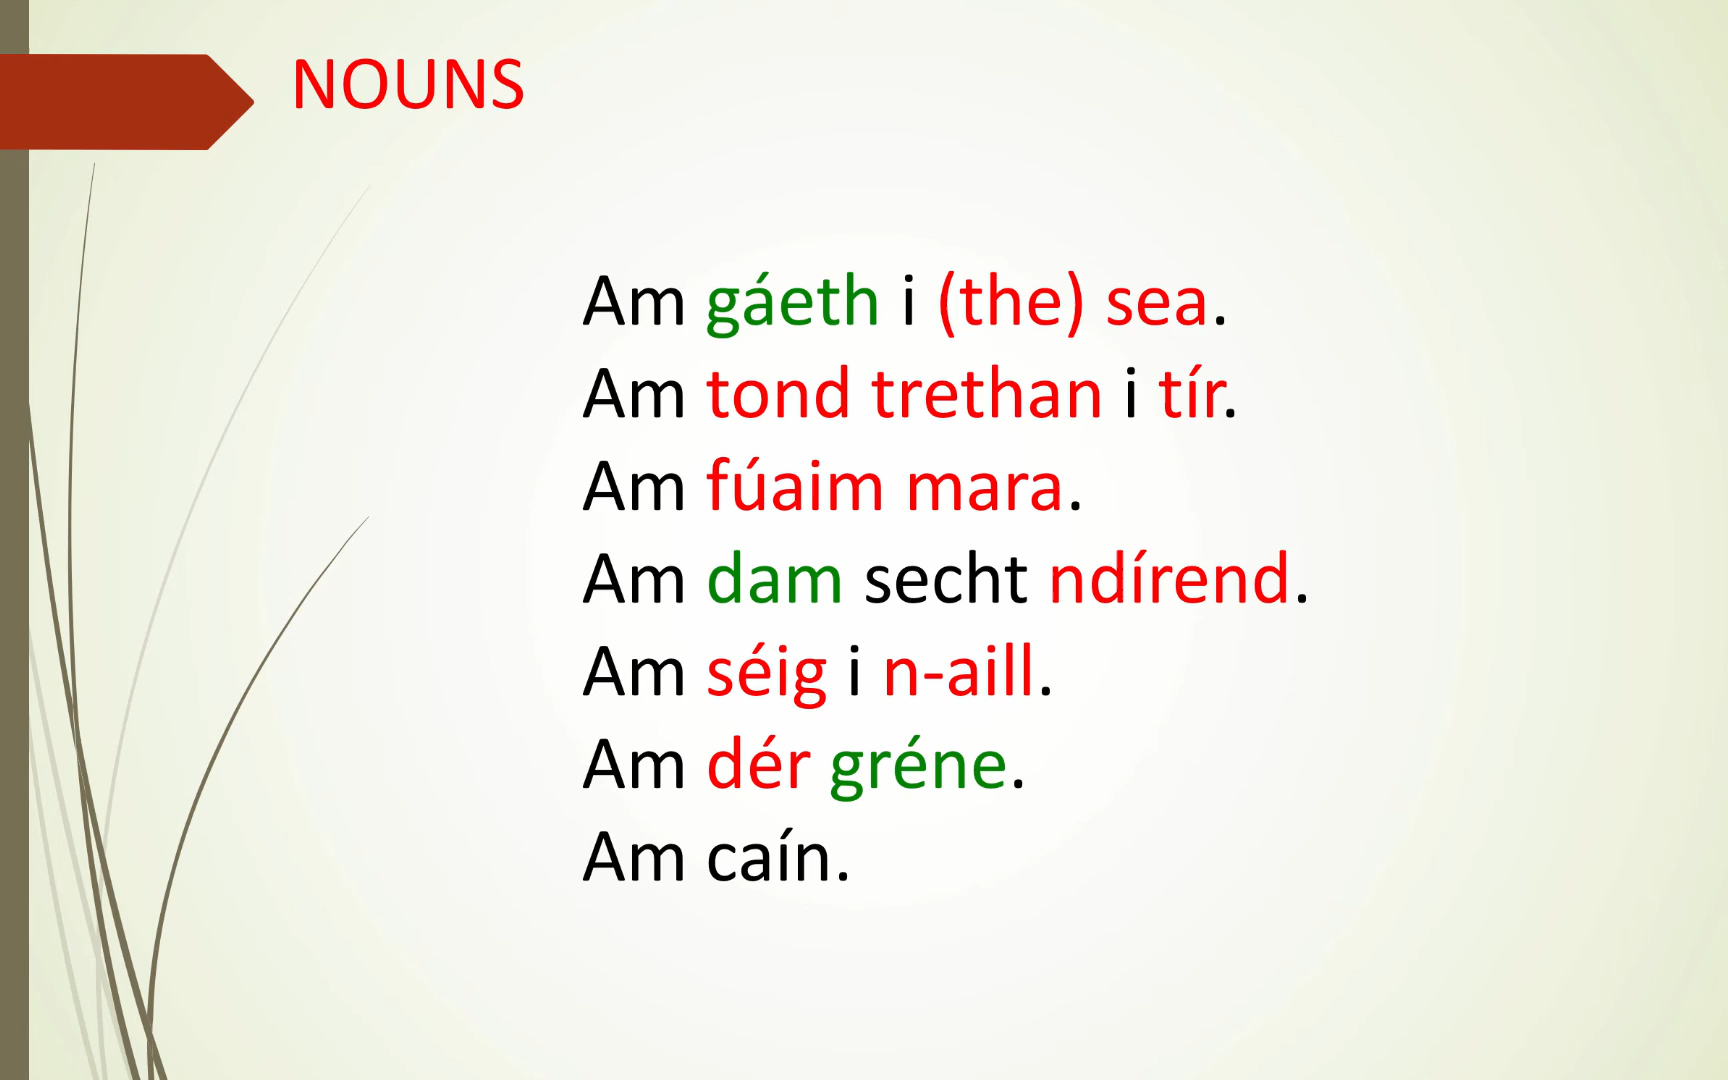 NOUNS
Am gáeth i (the) sea.
Am tond trethan i tír.
Am fúaim mara.
Am dam secht ndírend.
Am séig i n-aill.
Am dér gréne.
Am caín.